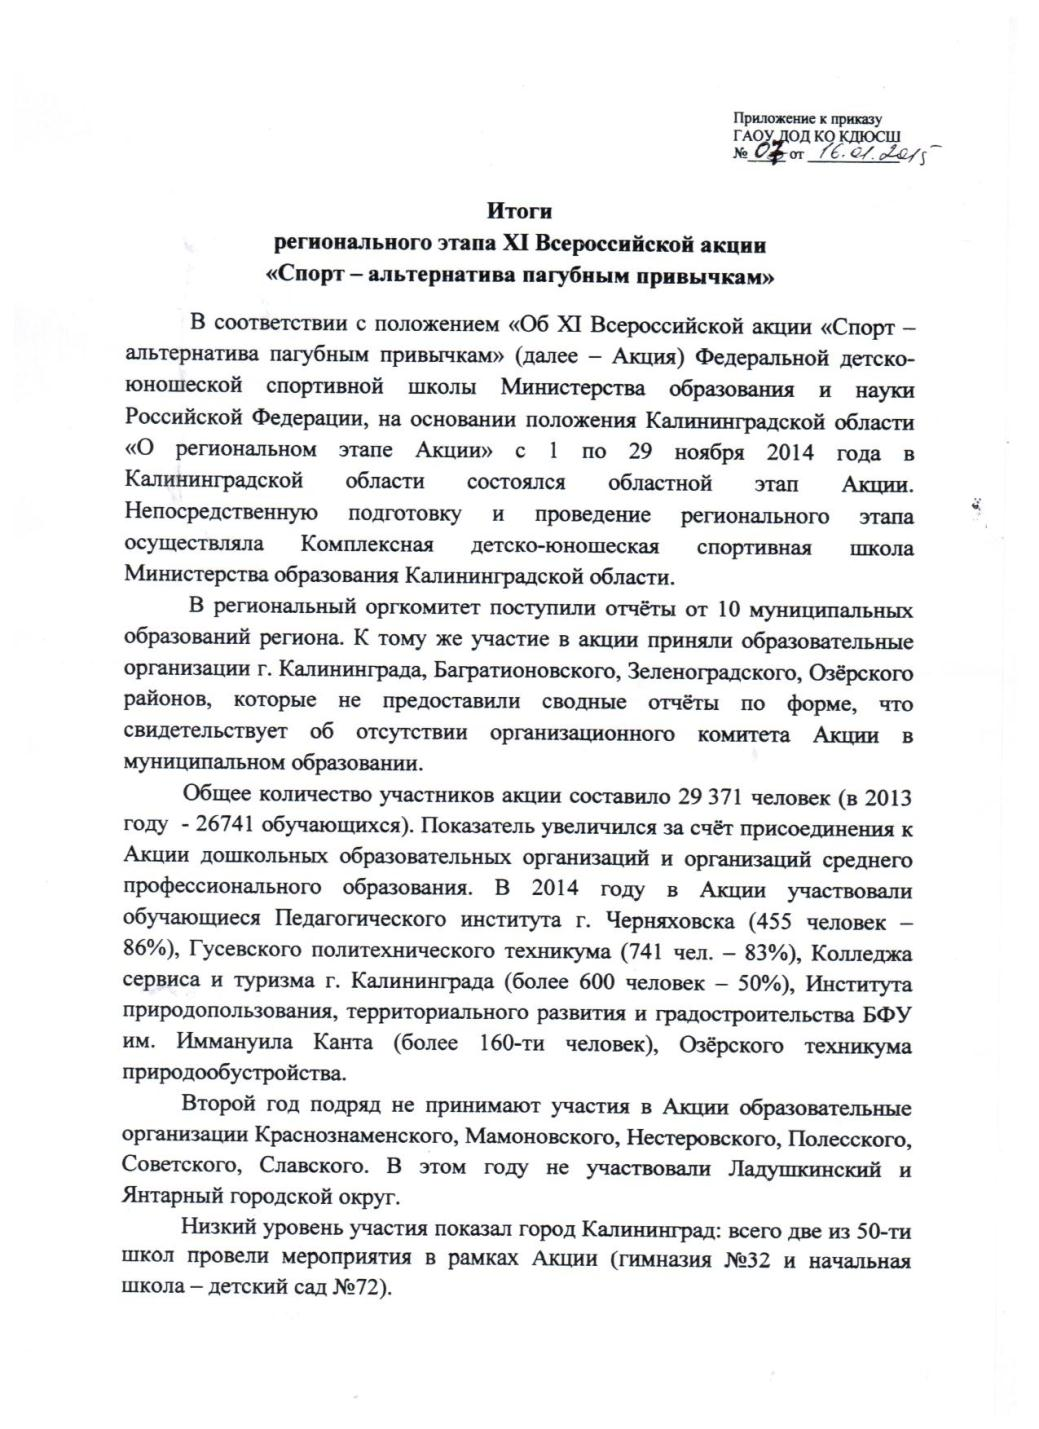 Приложение к приказу
ГАОУ ДОД КО КДЮСШ
№ 07 от 16.01.2015
Итоги
регионального этапа XI Всероссийской акции
«Спорт – альтернатива пагубным привычкам»
В соответствии с положением «Об XI Всероссийской акции «Спорт –
альтернатива пагубным привычкам» (далее – Акция) Федеральной детско-
юношеской спортивной школы Министерства образования и науки
Российской Федерации, на основании положения Калининградской области
«О региональном этапе Акции» с 1 по 29 ноября 2014 года в
Калининградской области состоялся областной этап Акции.
Непосредственную подготовку и проведение регионального этапа
осуществляла Комплексная детско-юношеская спортивная школа
Министерства образования Калининградской области.
В региональный оргкомитет поступили отчёты от 10 муниципальных
образований региона. К тому же участие в акции приняли образовательные
организации г. Калининграда, Багратионовского, Зеленоградского, Озёрского
районов, которые не предоставили сводные отчёты по форме, что
свидетельствует об отсутствии организационного комитета Акции в
муниципальном образовании.
Общее количество участников акции составило 29 371 человек (в 2013
году - 26741 обучающихся). Показатель увеличился за счёт присоединения к
Акции дошкольных образовательных организаций и организаций среднего
профессионального образования. В 2014 году в Акции участвовали
обучающиеся Педагогического института г. Черняховска (455 человек –
86%), Гусевского политехнического техникума (741 чел. – 83%), Колледжа
сервиса и туризма г. Калининграда (более 600 человек – 50%), Института
природопользования, территориального развития и градостроительства БФУ
им. Иммануила Канта (более 160-ти человек), Озёрского техникума
природообустройства.
Второй год подряд не принимают участия в Акции образовательные
организации Краснознаменского, Мамоновского, Нестеровского, Полесского,
Советского, Славского. В этом году не участвовали Ладушкинский и
Янтарный городской округ.
Низкий уровень участия показал город Калининград: всего две из 50-ти
школ провели мероприятия в рамках Акции (гимназия №32 и начальная
школа – детский сад №72).